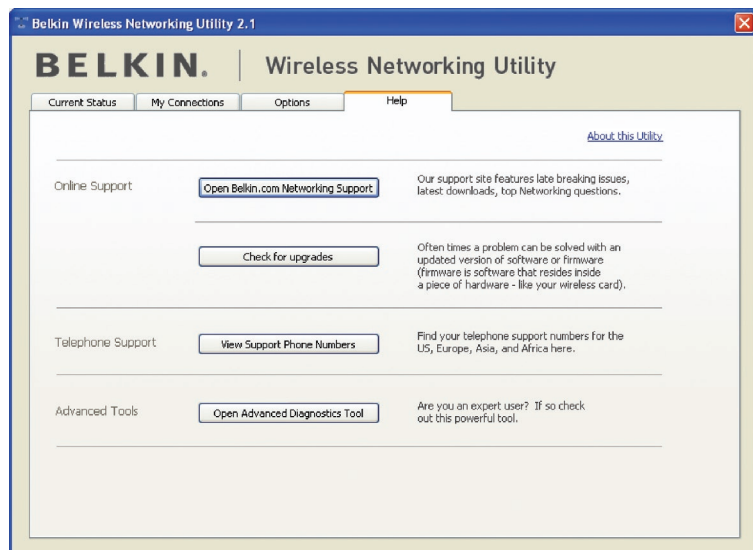 Belkin Wireless Networking Utility 2.1
BELKIN. | Wireless Networking Utility
Current Status My Connections Options Help
About this Utility
Online Support
Open Belkin.com Networking Support
Our support site features late breaking issues,
latest downloads, top Networking questions.
Check for upgrades
Often times a problem can be solved with an
updated version of software or firmware
(firmware is software that resides inside
a piece of hardware - like your wireless card).
Telephone Support
View Support Phone Numbers
Find your telephone support numbers for the
US, Europe, Asia, and Africa here.
Advanced Tools
Open Advanced Diagnostics Tool
Are you an expert user? If so check
out this powerful tool.